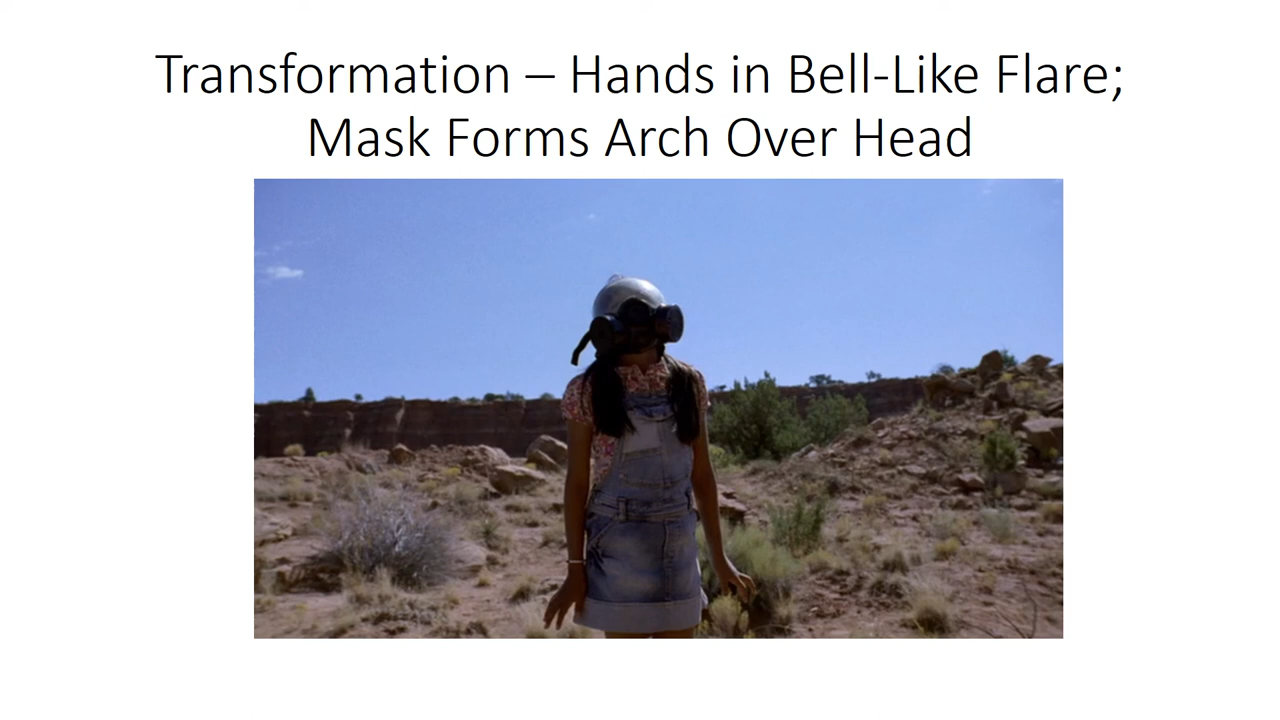 Transformation – Hands in Bell-Like Flare;
Mask Forms Arch Over Head